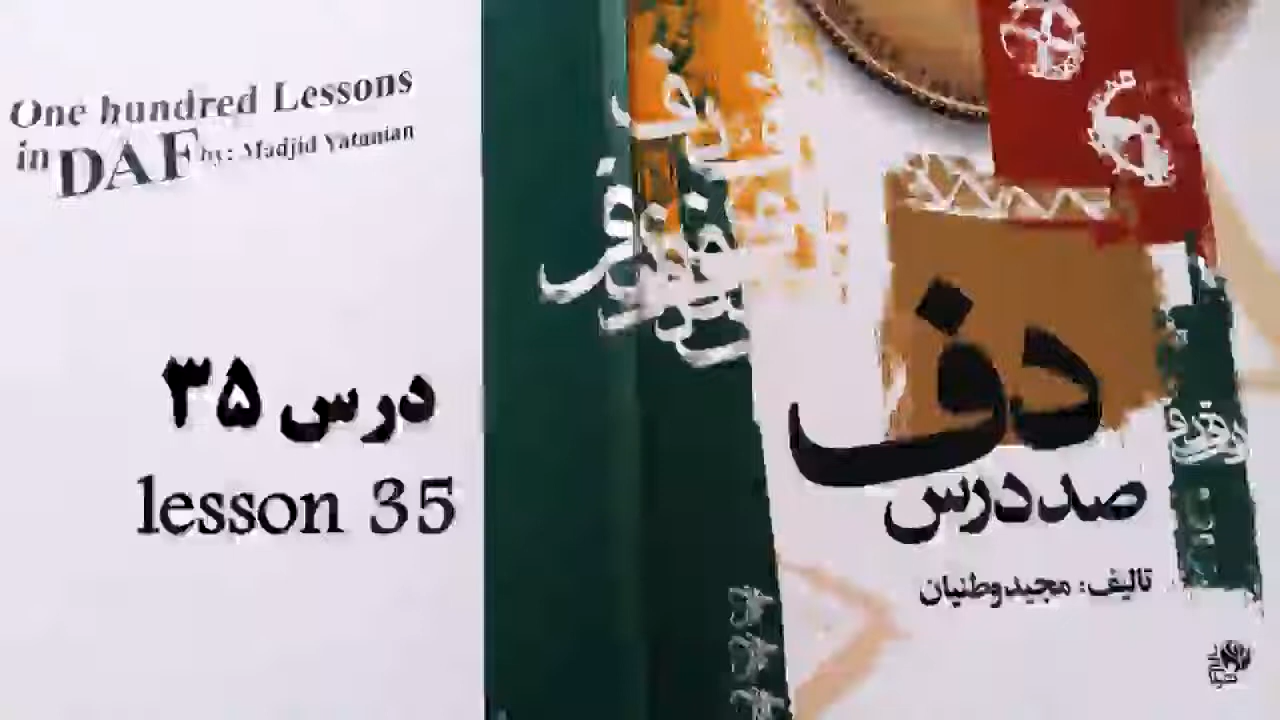 One hundred Lessons
in DAF by: Madjid Vatanian
درس ۳۵
lesson 35
دف
صد درس
تالیف: مجید وطنیان